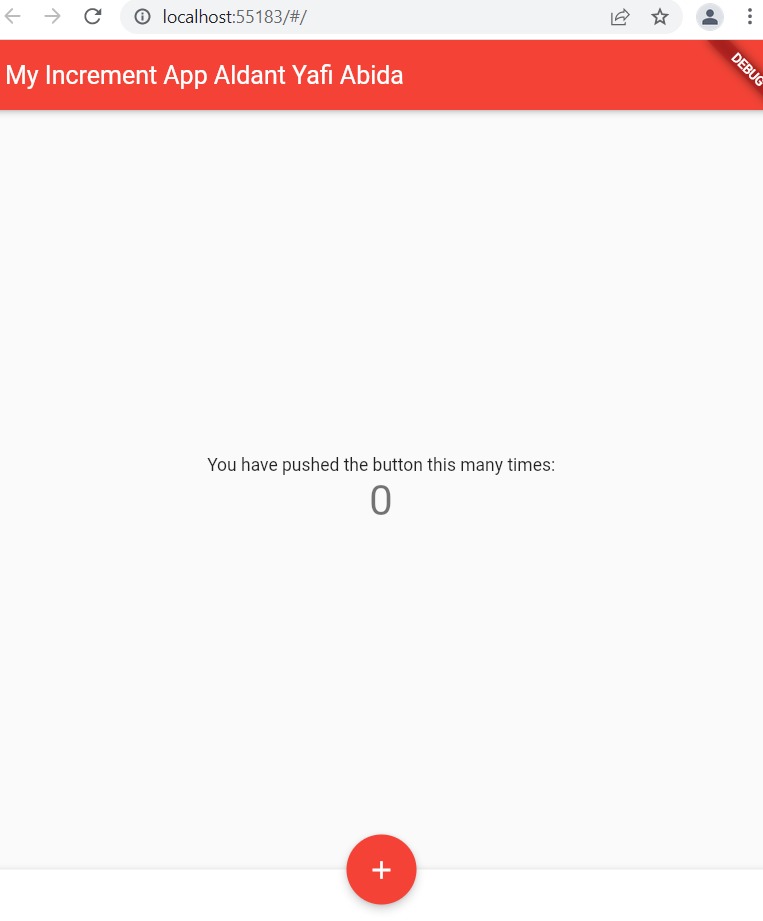 localhost:55183/#/
My Increment App Aldant Yafi Abida
DEBUG
You have pushed the button this many times:
0
+